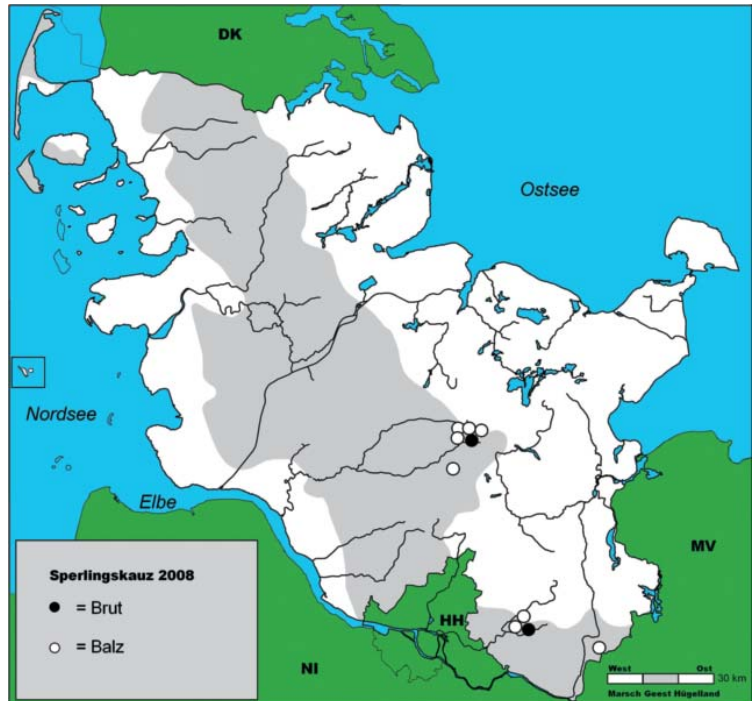 DK
Ostsee
Nordsee
Elbe
MV
HH
NI
Sperlingskauz 2008
= Brut
= Balz
West Ost
30 km
Marsch Geest Hügelland